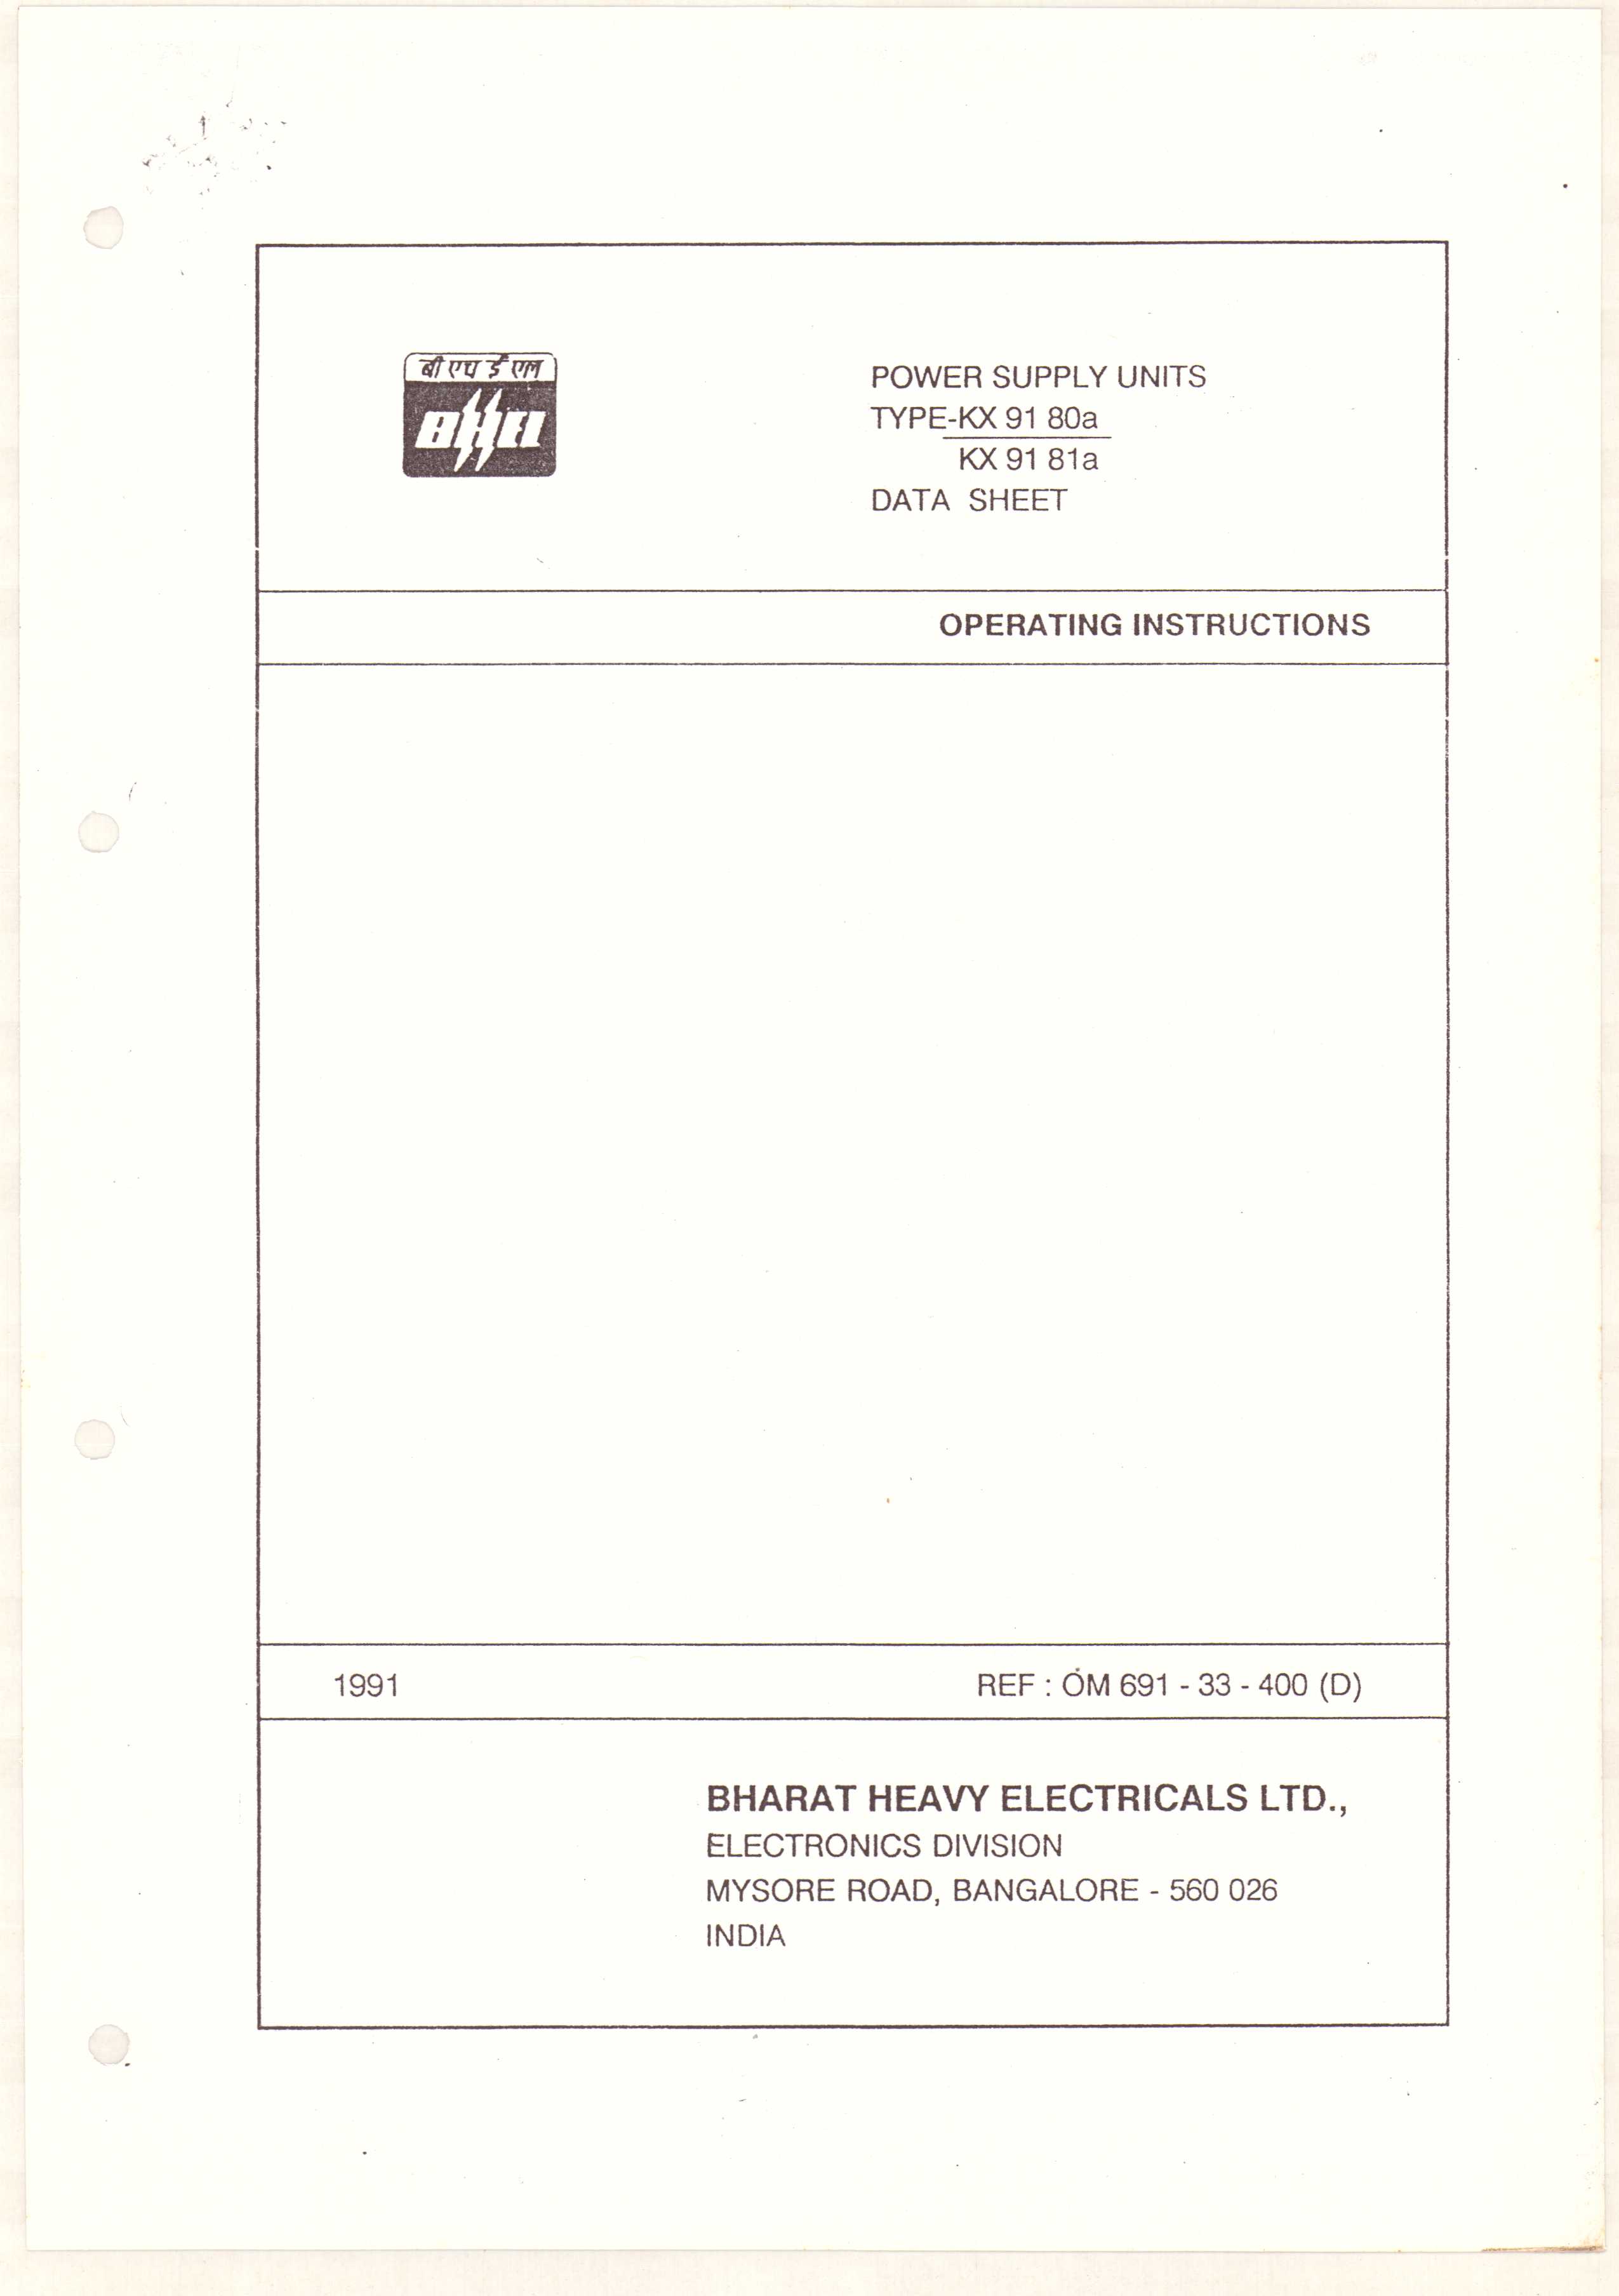 बी एच ई एल
BHEL
POWER SUPPLY UNITS
TYPE-KX 91 80a
KX 91 81a
DATA SHEET
OPERATING INSTRUCTIONS
1991
REF : OM 691 - 33 - 400 (D)
BHARAT HEAVY ELECTRICALS LTD.,
ELECTRONICS DIVISION
MYSORE ROAD, BANGALORE - 560 026
INDIA